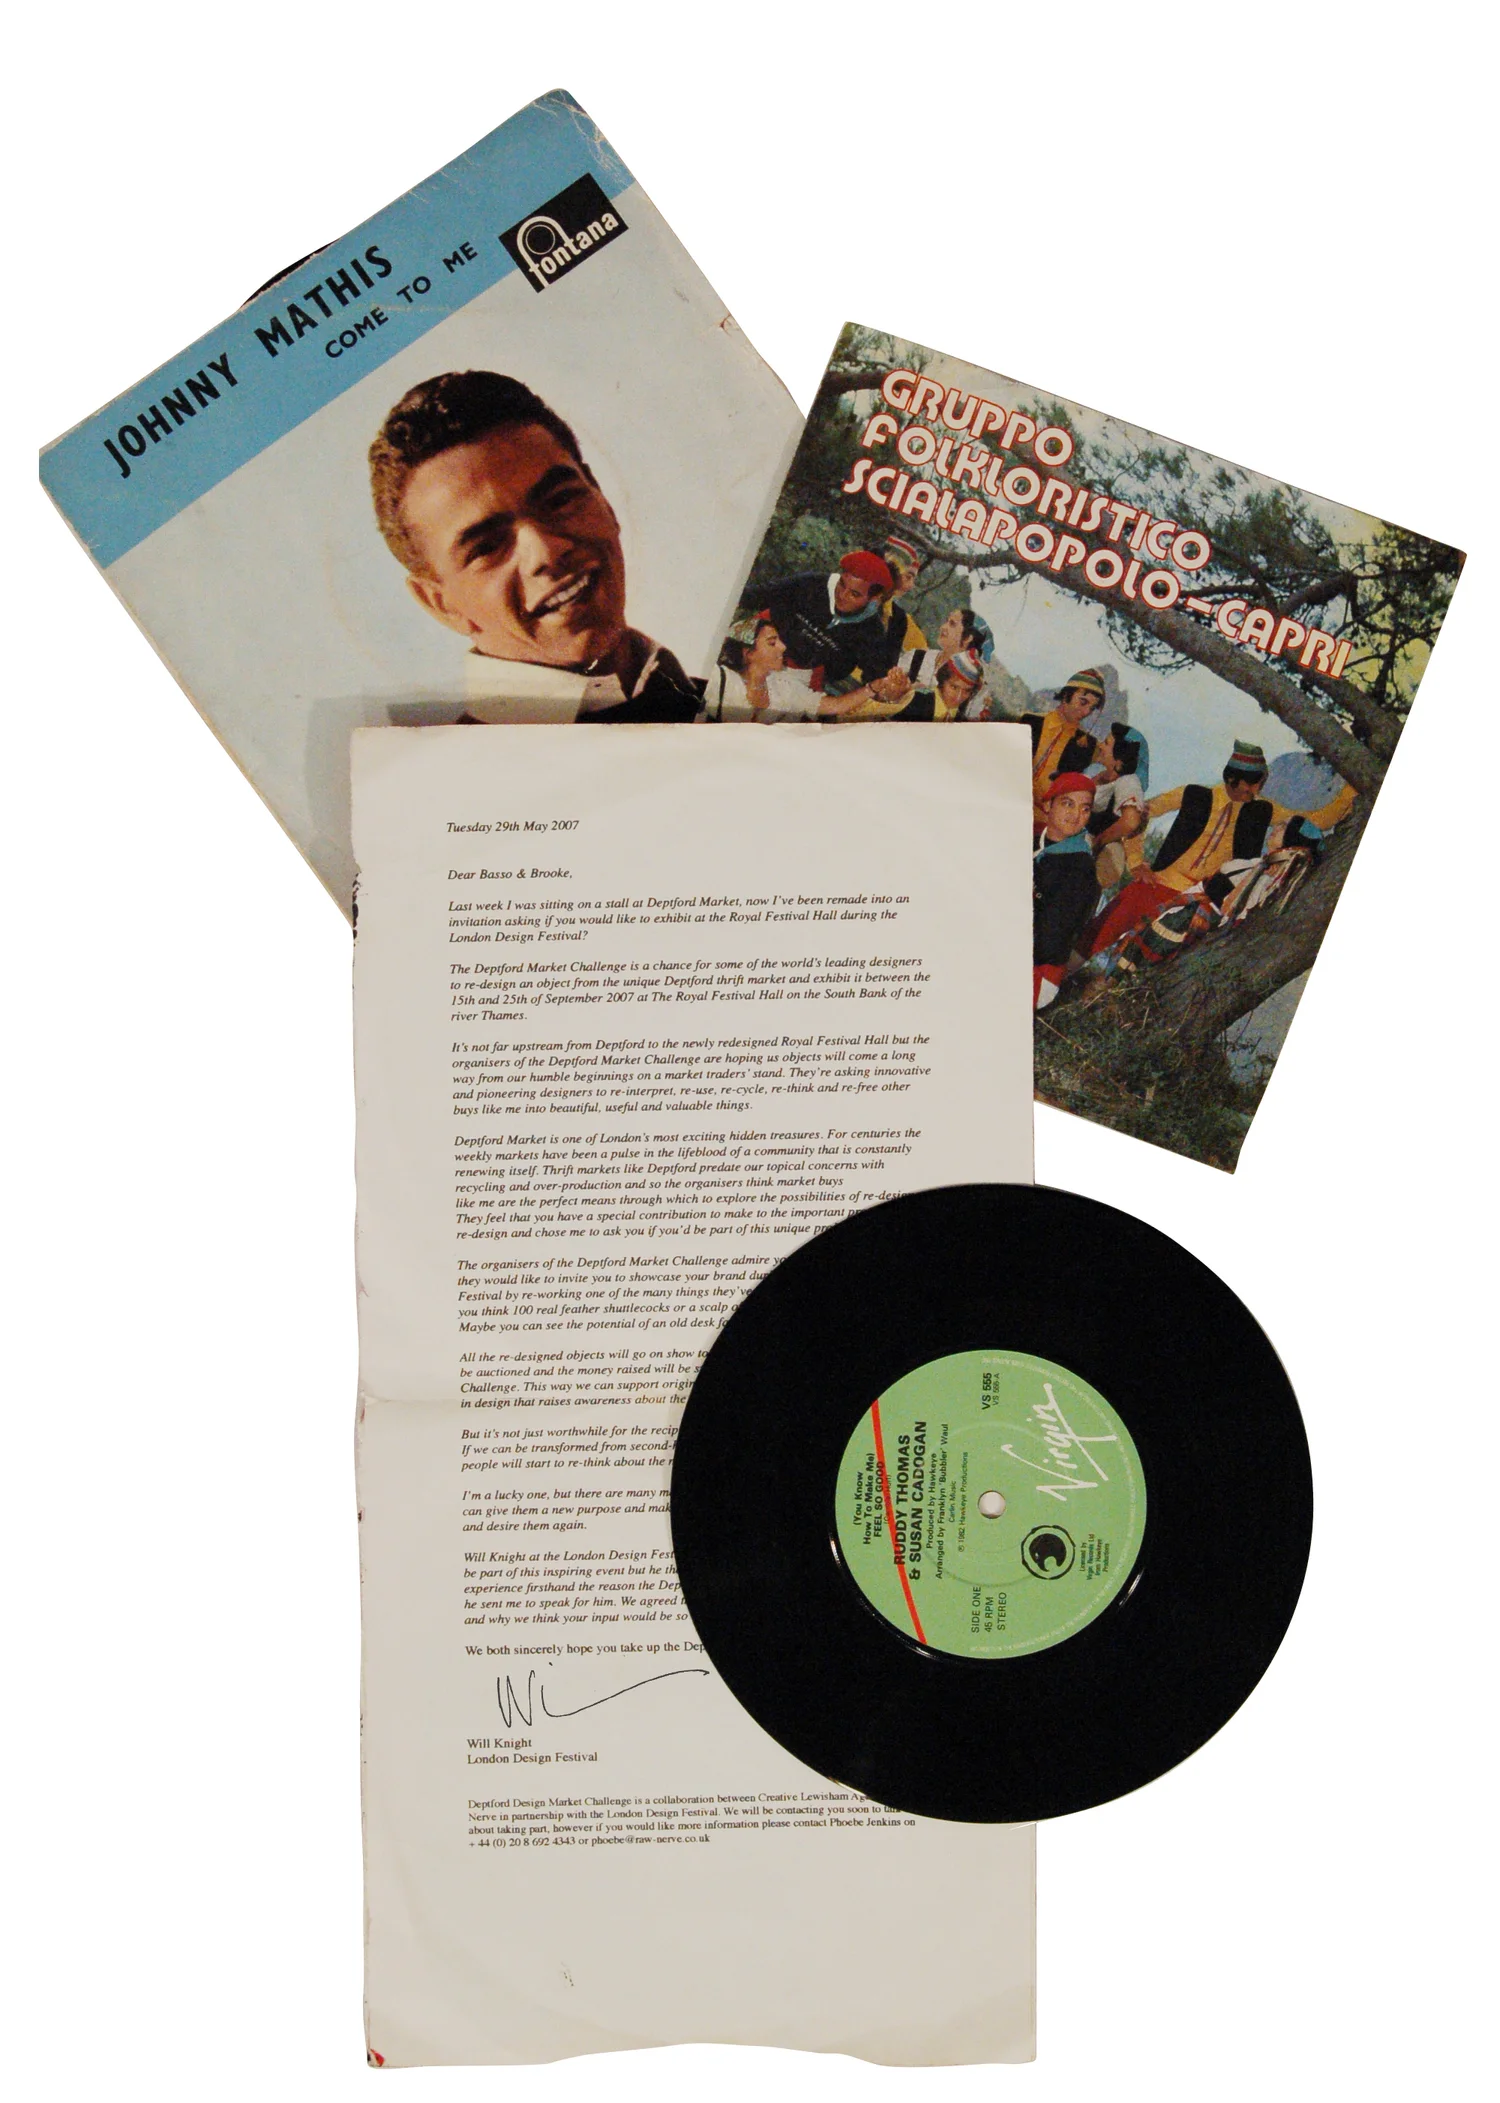 JOHNNY MATHIS
COME TO ME
fontana
GRUPPO
FOLKLORISTICO
SCIALAPOPOLO-CAPRI
Tuesday 29th May 2007
Dear Basso & Brooke,
Last week I was sitting on a stall at Deptford Market, now I've been remade into an
invitation asking if you would like to exhibit at the Royal Festival Hall during the
London Design Festival?
The Deptford Market Challenge is a chance for some of the world's leading designers
to re-design an object from the unique Deptford thrift market and exhibit it between the
15th and 25th of September 2007 at The Royal Festival Hall on the South Bank of the
river Thames.
It's not far upstream from Deptford to the newly redesigned Royal Festival Hall but the
organisers of the Deptford Market Challenge are hoping us objects will come a long
way from our humble beginnings on a market traders' stand. They're asking innovative
and pioneering designers to re-interpret, re-use, re-cycle, re-think and re-free other
buys like me into beautiful, useful and valuable things.
Deptford Market is one of London's most exciting hidden treasures. For centuries the
weekly markets have been a pulse in the lifeblood of a community that is constantly
renewing itself. Thrift markets like Deptford predate our topical concerns with
recycling and over-production and so the organisers think market buys
like me are the perfect means through which to explore the possibilities of
They feel that you have a special contribution to make to the important
re-design and chose me to ask you if you'd be part of this unique
The organisers of the Deptford Market Challenge admire
they would like to invite you to showcase your brand
Festival by re-working one of the many things they've
you think 100 real feather shuttlecocks or a scalp
Maybe you can see the potential of an old desk
All the re-designed objects will go on show
be auctioned and the money raised will be
Challenge. This way we can support
in design that raises awareness about the
But it's not just worthwhile for the
If we can be transformed from
people will start to re-think about the
I'm a lucky one, but there are many
can give them a new purpose and
and desire them again.
Will Knight at the London Design
be part of this inspiring event but he
experience firsthand the reason the
he sent me to speak for him. We agreed
and why we think your input would be so
We both sincerely hope you take up the
Will Knight
London Design Festival
Deptford Design Market Challenge is a collaboration between Creative Lewisham
Nerve in partnership with the London Design Festival. We will be contacting you soon to
about taking part, however if you would like more information please contact Phoebe Jenkins on
+ 44 (0) 20 8 692 4343 or phoebe@raw-nerve.co.uk
(You Know
How To Make Me)
FEEL SO GOOD
RUDDY THOMAS
& SUSAN CADOGAN
Produced by Hawkeye
Arranged by Franklyn 'Bubbler' Waul
Carlin Music
℗ 1982 Hawkeye Productions
VS 555
VS 555-A
Virgin
SIDE ONE
45 RPM
STEREO
Licensed to
Virgin Records Ltd
from Hawkeye
Productions